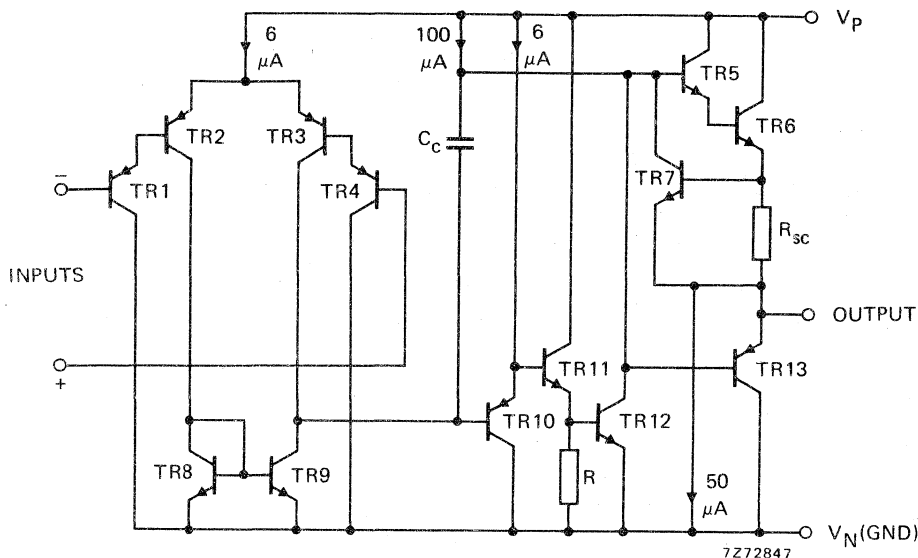 6
μA
100
μA
6
μA
V_P
TR5
TR2
TR3
C_c
TR6
TR1
TR4
TR7
R_sc
INPUTS
−
+
OUTPUT
TR11
TR13
TR10
TR12
TR8
TR9
R
50
μA
V_N(GND)
7Z72847